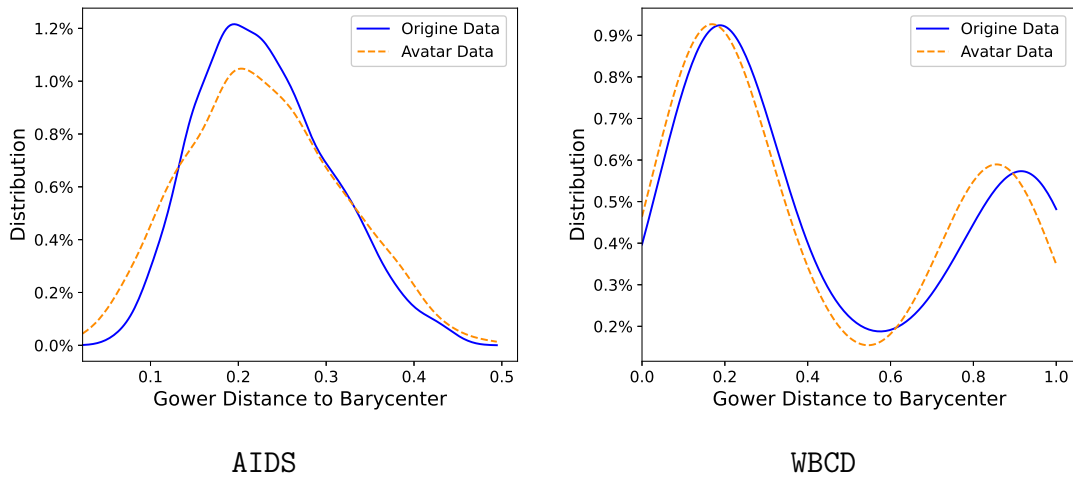 1.2%
1.0%
0.8%
0.6%
0.4%
0.2%
0.0%
Distribution
Origine Data
Avatar Data
0.1 0.2 0.3 0.4 0.5
Gower Distance to Barycenter
AIDS
0.9%
0.8%
0.7%
0.6%
0.5%
0.4%
0.3%
0.2%
Distribution
Origine Data
Avatar Data
0.0 0.2 0.4 0.6 0.8 1.0
Gower Distance to Barycenter
WBCD